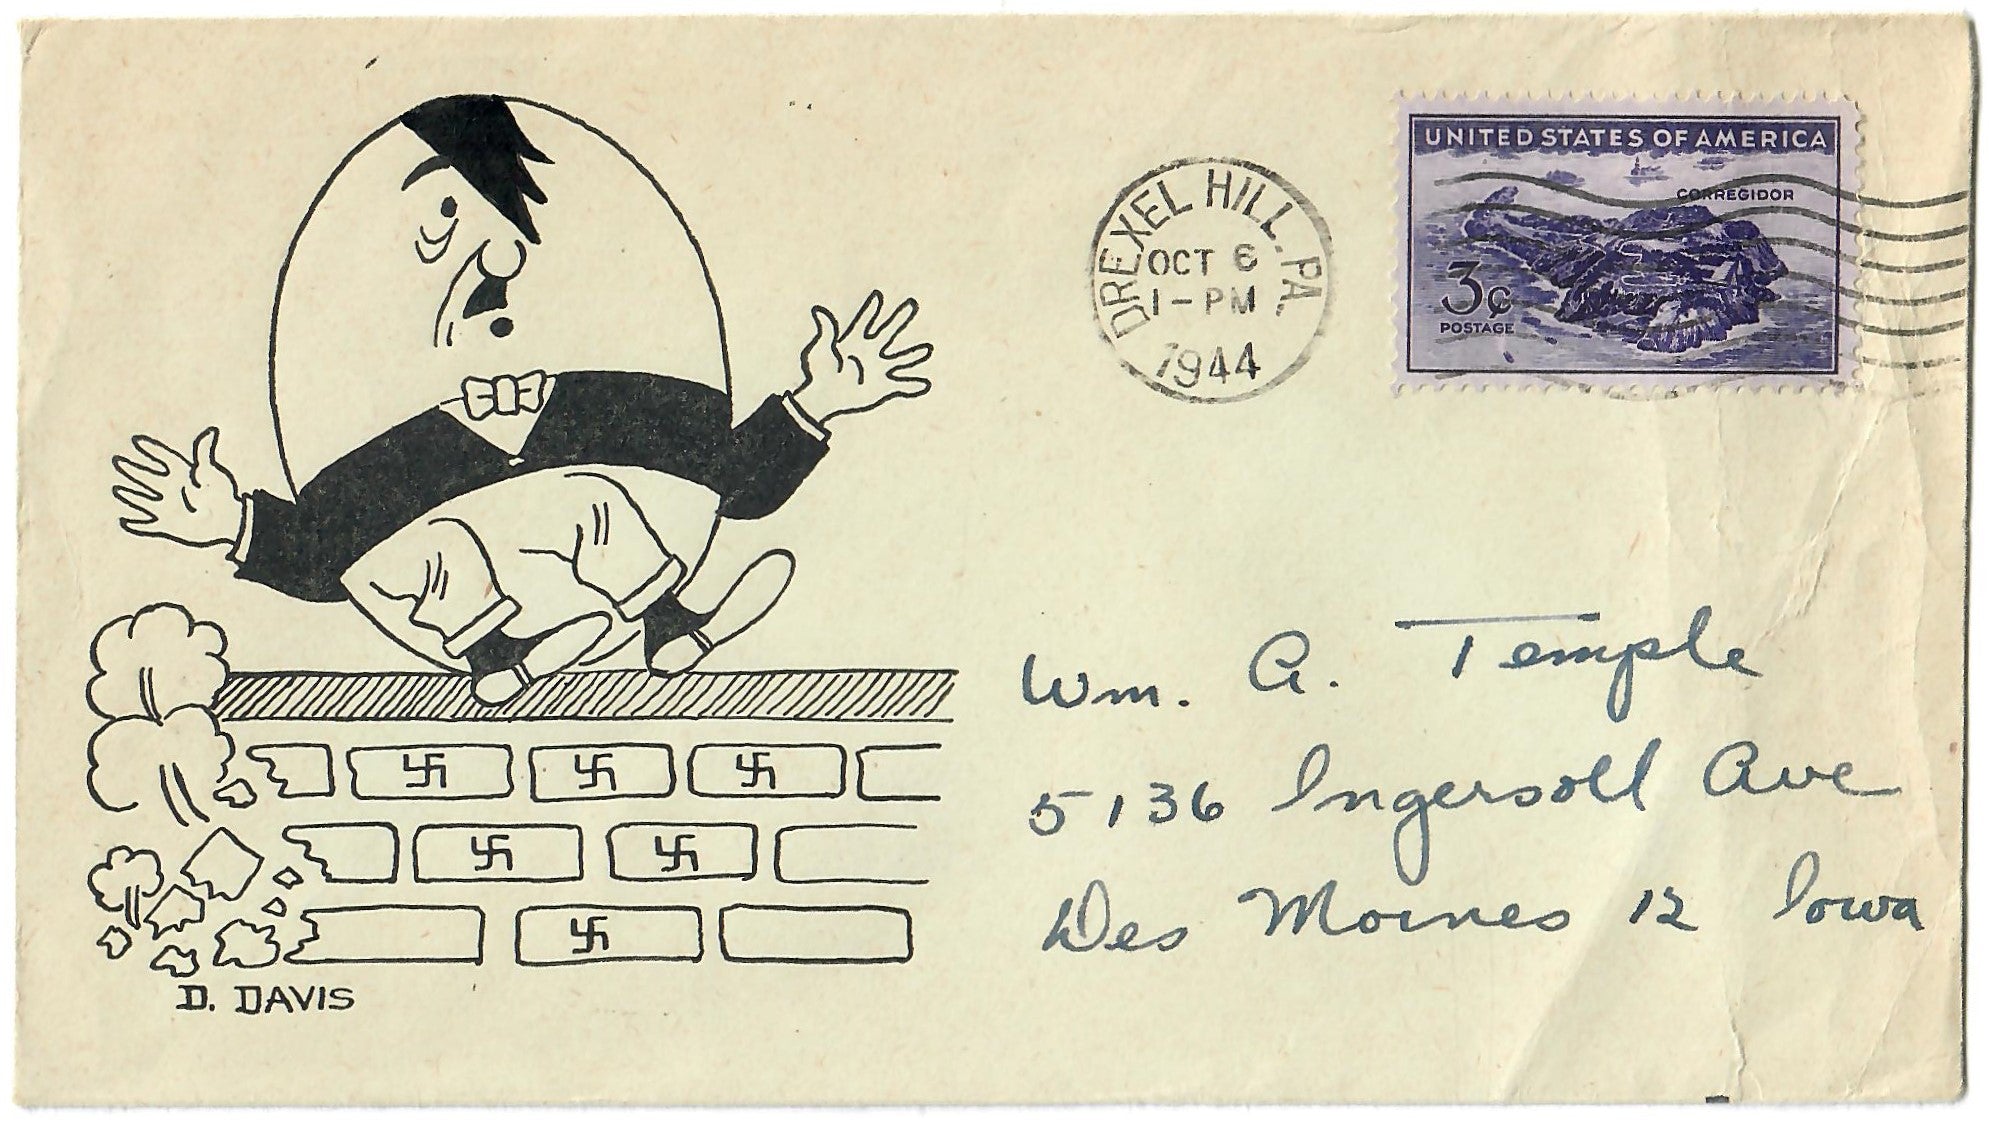 UNITED STATES OF AMERICA
CORREGIDOR
3¢
POSTAGE
DREXEL HILL. PA.
OCT 6
1-PM
1944
Wm. A. Temple
5136 Ingersoll Ave
Des Moines 12 Iowa
D. DAVIS